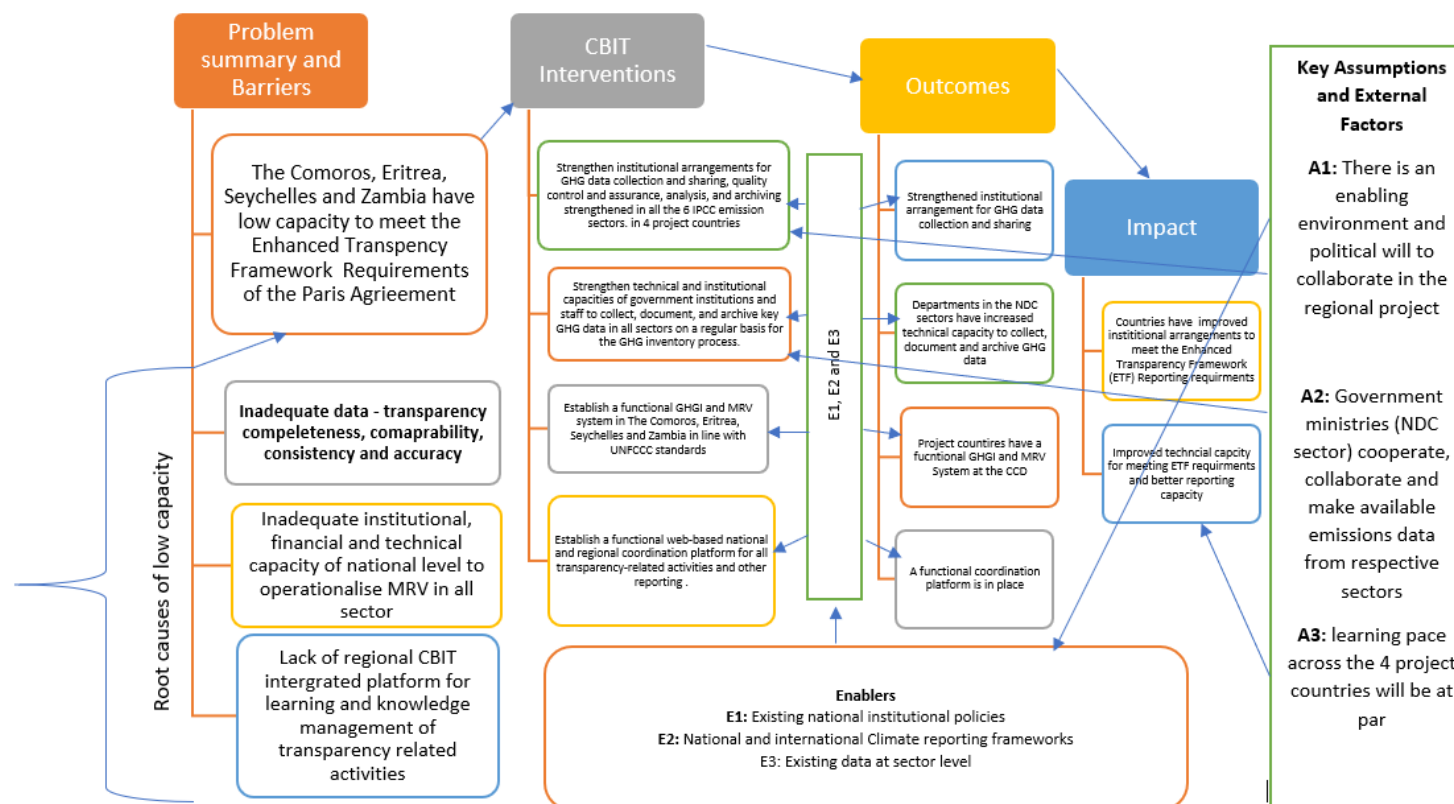 Problem
summary and
Barriers
The Comoros, Eritrea,
Seychelles and Zambia have
low capacity to meet the
Enhanced Transpency
Framework Requirements
of the Paris Agrieement
Inadequate data - transparency
compeleteness, comaprability,
consistency and accuracy
Inadequate institutional,
financial and technical
capacity of national level to
operationalise MRV in all
sector
Lack of regional CBIT
intergrated platform for
learning and knowledge
management of
transparency related
activities
Root causes of low capacity
CBIT
Interventions
Strengthen institutional arrangements for
GHG data collection and sharing, quality
control and assurance, analysis, and archiving
strengthened in all the 6 IPCC emission
sectors. in 4 project countries
Strengthen technical and institutional
capacities of government institutions and
staff to collect, document, and archive key
GHG data in all sectors on a regular basis for
the GHG inventory process.
Establish a functional GHGI and MRV
system in The Comoros, Eritrea,
Seychelles and Zambia in line with
UNFCCC standards
Establish a functional web-based national
and regional coordination platform for all
transparency-related activities and other
reporting .
E1, E2 and E3
Outcomes
Strengthened institutional
arrangement for GHG data
collection and sharing
Departments in the NDC
sectors have increased
technical capacity to collect,
document and archive GHG
data
Project countires have a
fucntional GHGI and MRV
System at the CCD
A functional coordination
platform is in place
Impact
Countries have improved
instititional arrangements to
meet the Enhanced
Transparency Framework
(ETF) Reporting requirments
Improved techncial capcity
for meeting ETF requirments
and better reporting
capacity
Enablers
E1: Existing national institutional policies
E2: National and international Climate reporting frameworks
E3: Existing data at sector level
Key Assumptions
and External
Factors
A1: There is an
enabling
environment and
political will to
collaborate in the
regional project
A2: Government
ministries (NDC
sector) cooperate,
collaborate and
make available
emissions data
from respective
sectors
A3: learning pace
across the 4 project
countries will be at
par